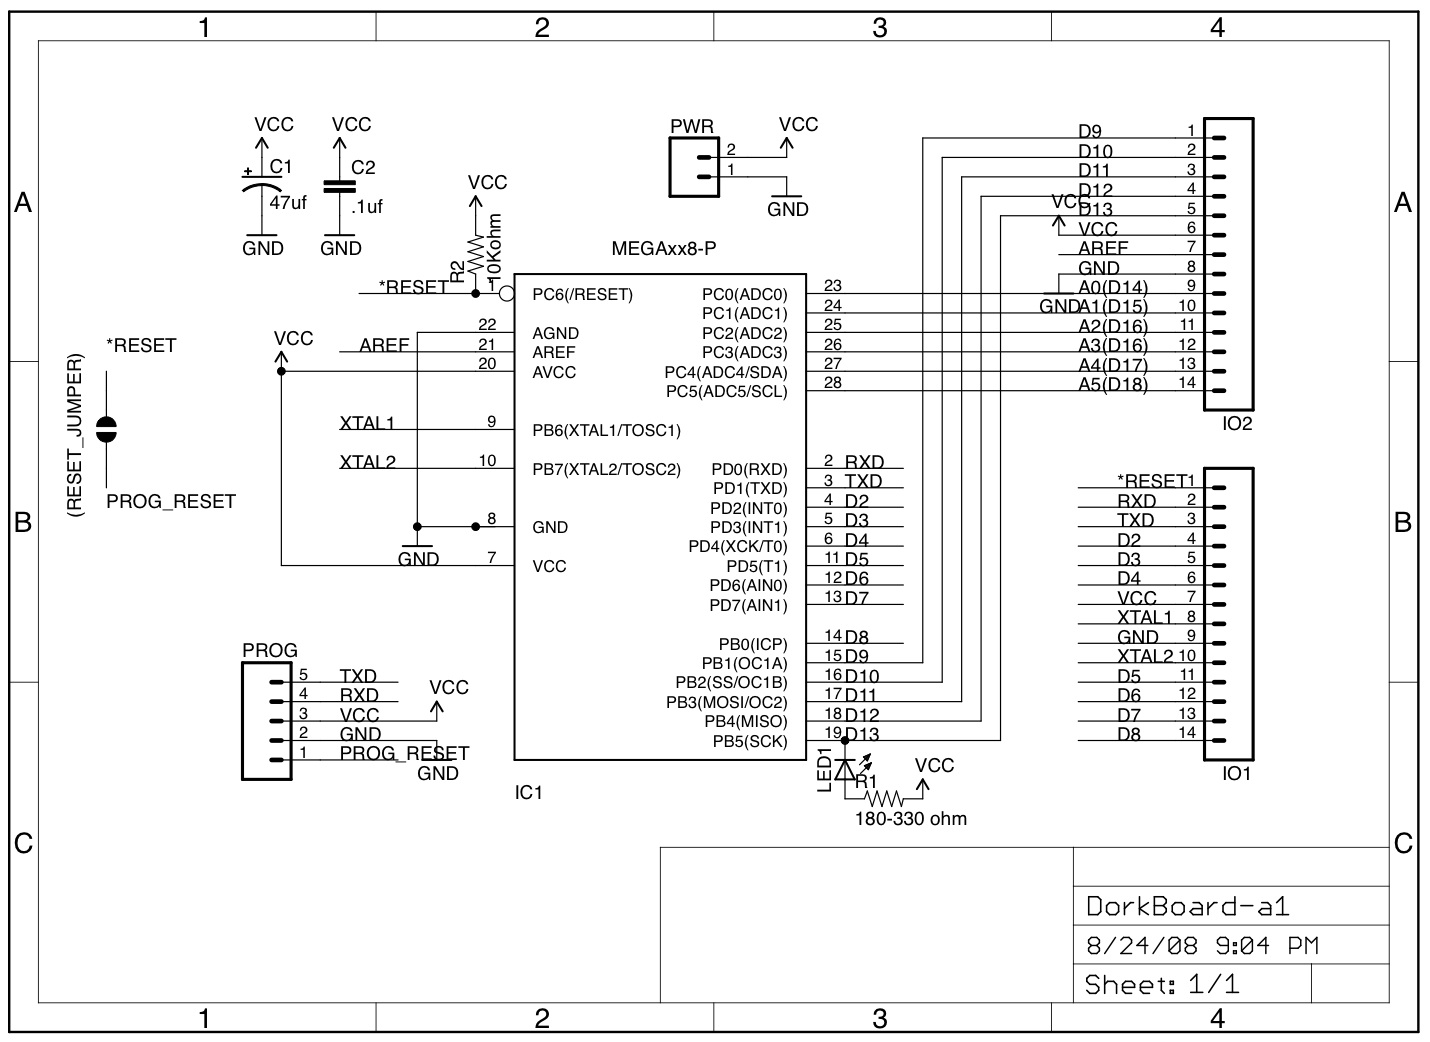 1 2 3 4
A
B
C
A
B
C
1 2 3 4
VCC
C1
+
47uf
GND
VCC
C2
.1uf
GND
PWR
2
1
VCC
GND
VCC
R2
10Kohm
*RESET
1
MEGAxx8-P
PC6(/RESET)
22 AGND
AREF 21 AREF
20 AVCC
VCC
XTAL1 9 PB6(XTAL1/TOSC1)
XTAL2 10 PB7(XTAL2/TOSC2)
8 GND
GND
7 VCC
IC1
PC0(ADC0) 23
PC1(ADC1) 24
PC2(ADC2) 25
PC3(ADC3) 26
PC4(ADC4/SDA) 27
PC5(ADC5/SCL) 28
PD0(RXD) 2 RXD
PD1(TXD) 3 TXD
PD2(INT0) 4 D2
PD3(INT1) 5 D3
PD4(XCK/T0) 6 D4
PD5(T1) 11 D5
PD6(AIN0) 12 D6
PD7(AIN1) 13 D7
PB0(ICP) 14 D8
PB1(OC1A) 15 D9
PB2(SS/OC1B) 16 D10
PB3(MOSI/OC2) 17 D11
PB4(MISO) 18 D12
PB5(SCK) 19 D13
LED1
R1
VCC
180-330 ohm
*RESET
(RESET_JUMPER)
PROG_RESET
PROG
5 TXD
4 RXD
3 VCC
2 GND
1 PROG_RESET
VCC
GND
D9 1
D10 2
D11 3
D12 4
VCC
D13 5
VCC 6
AREF 7
GND 8
A0(D14) 9
GND
A1(D15) 10
A2(D16) 11
A3(D16) 12
A4(D17) 13
A5(D18) 14
IO2
*RESET 1
RXD 2
TXD 3
D2 4
D3 5
D4 6
VCC 7
XTAL1 8
GND 9
XTAL2 10
D5 11
D6 12
D7 13
D8 14
IO1
DorkBoard-a1
8/24/08 9:04 PM
Sheet: 1/1